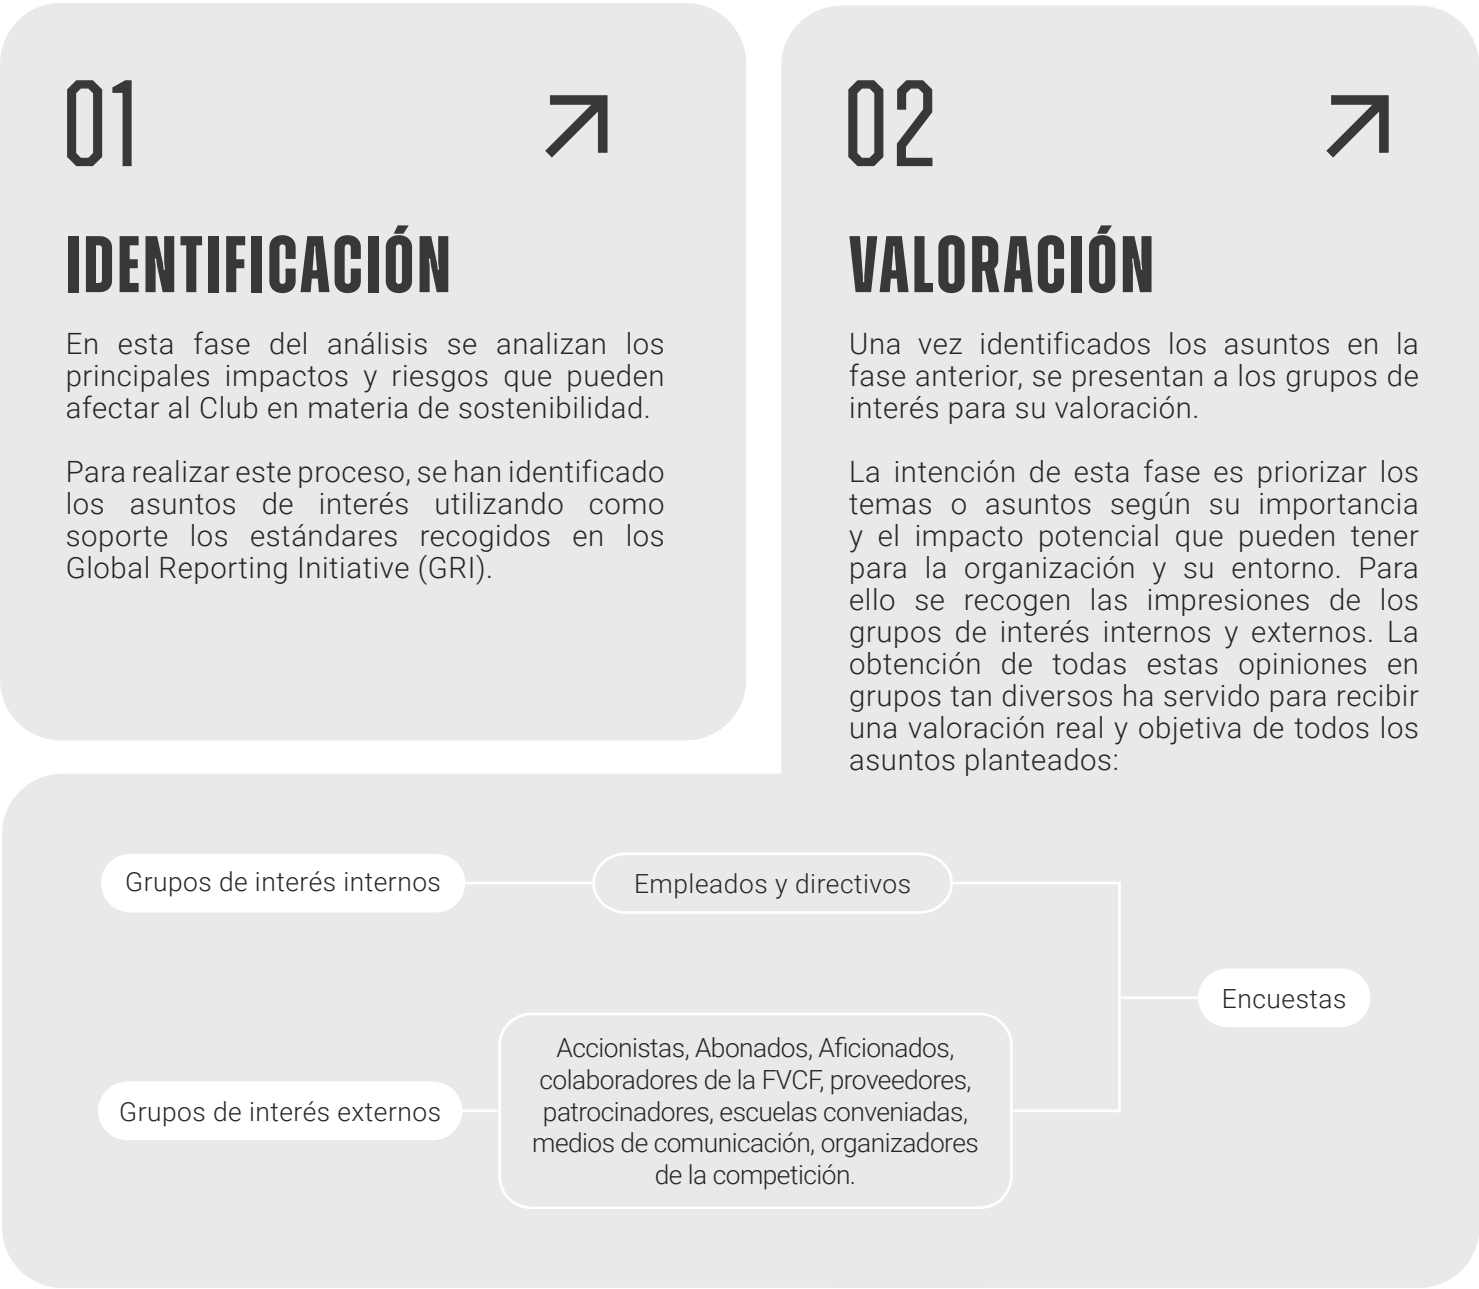 01
IDENTIFICACIÓN
En esta fase del análisis se analizan los
principales impactos y riesgos que pueden
afectar al Club en materia de sostenibilidad.
Para realizar este proceso, se han identificado
los asuntos de interés utilizando como
soporte los estándares recogidos en los
Global Reporting Initiative (GRI).
02
VALORACIÓN
Una vez identificados los asuntos en la
fase anterior, se presentan a los grupos de
interés para su valoración.
La intención de esta fase es priorizar los
temas o asuntos según su importancia
y el impacto potencial que pueden tener
para la organización y su entorno. Para
ello se recogen las impresiones de los
grupos de interés internos y externos. La
obtención de todas estas opiniones en
grupos tan diversos ha servido para recibir
una valoración real y objetiva de todos los
asuntos planteados:
Grupos de interés internos
Empleados y directivos
Grupos de interés externos
Accionistas, Abonados, Aficionados,
colaboradores de la FVCF, proveedores,
patrocinadores, escuelas conveniadas,
medios de comunicación, organizadores
de la competición.
Encuestas